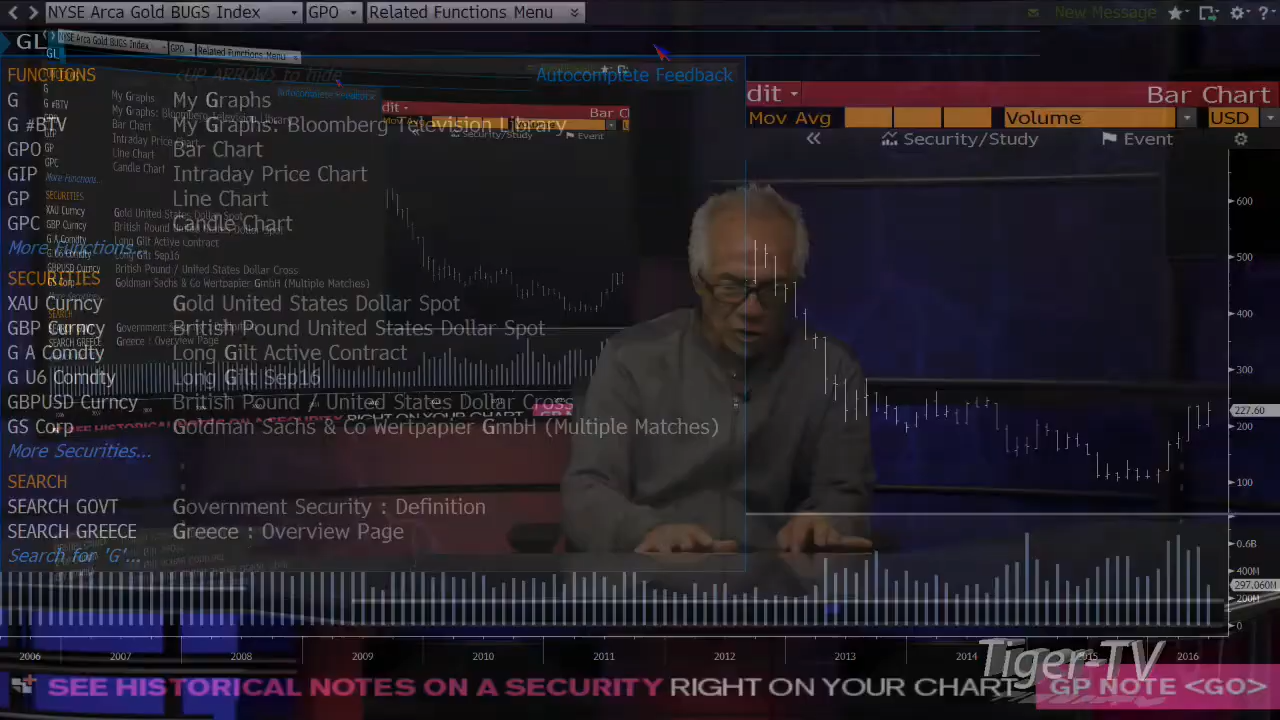 NYSE Arca Gold BUGS Index GPO Related Functions Menu New Message
GL
FUNCTIONS <UP ARROW> to hide Autocomplete Feedback
G My Graphs
G #BTV My Graphs: Bloomberg Television Library
GPO Bar Chart
GIP Intraday Price Chart
GP Line Chart
GPC Candle Chart
More Functions...
SECURITIES
XAU Curncy Gold United States Dollar Spot
GBP Curncy British Pound United States Dollar Spot
G A Comdty Long Gilt Active Contract
G U6 Comdty Long Gilt Sep16
GBPUSD Curncy British Pound / United States Dollar Cross
GS Corp Goldman Sachs & Co Wertpapier GmbH (Multiple Matches)
More Securities...
SEARCH
SEARCH GOVT Government Security : Definition
SEARCH GREECE Greece : Overview Page
Search for 'G'...
dit Bar Chart
Mov Avg Volume USD
Security/Study Event
600
500
400
300
227.60
200
100
0.6B
400M
297.060M
200M
0
2006 2007 2008 2009 2010 2011 2012 2013 2014 2015 2016
Tiger-TV
SEE HISTORICAL NOTES ON A SECURITY RIGHT ON YOUR CHART GP NOTE <GO>